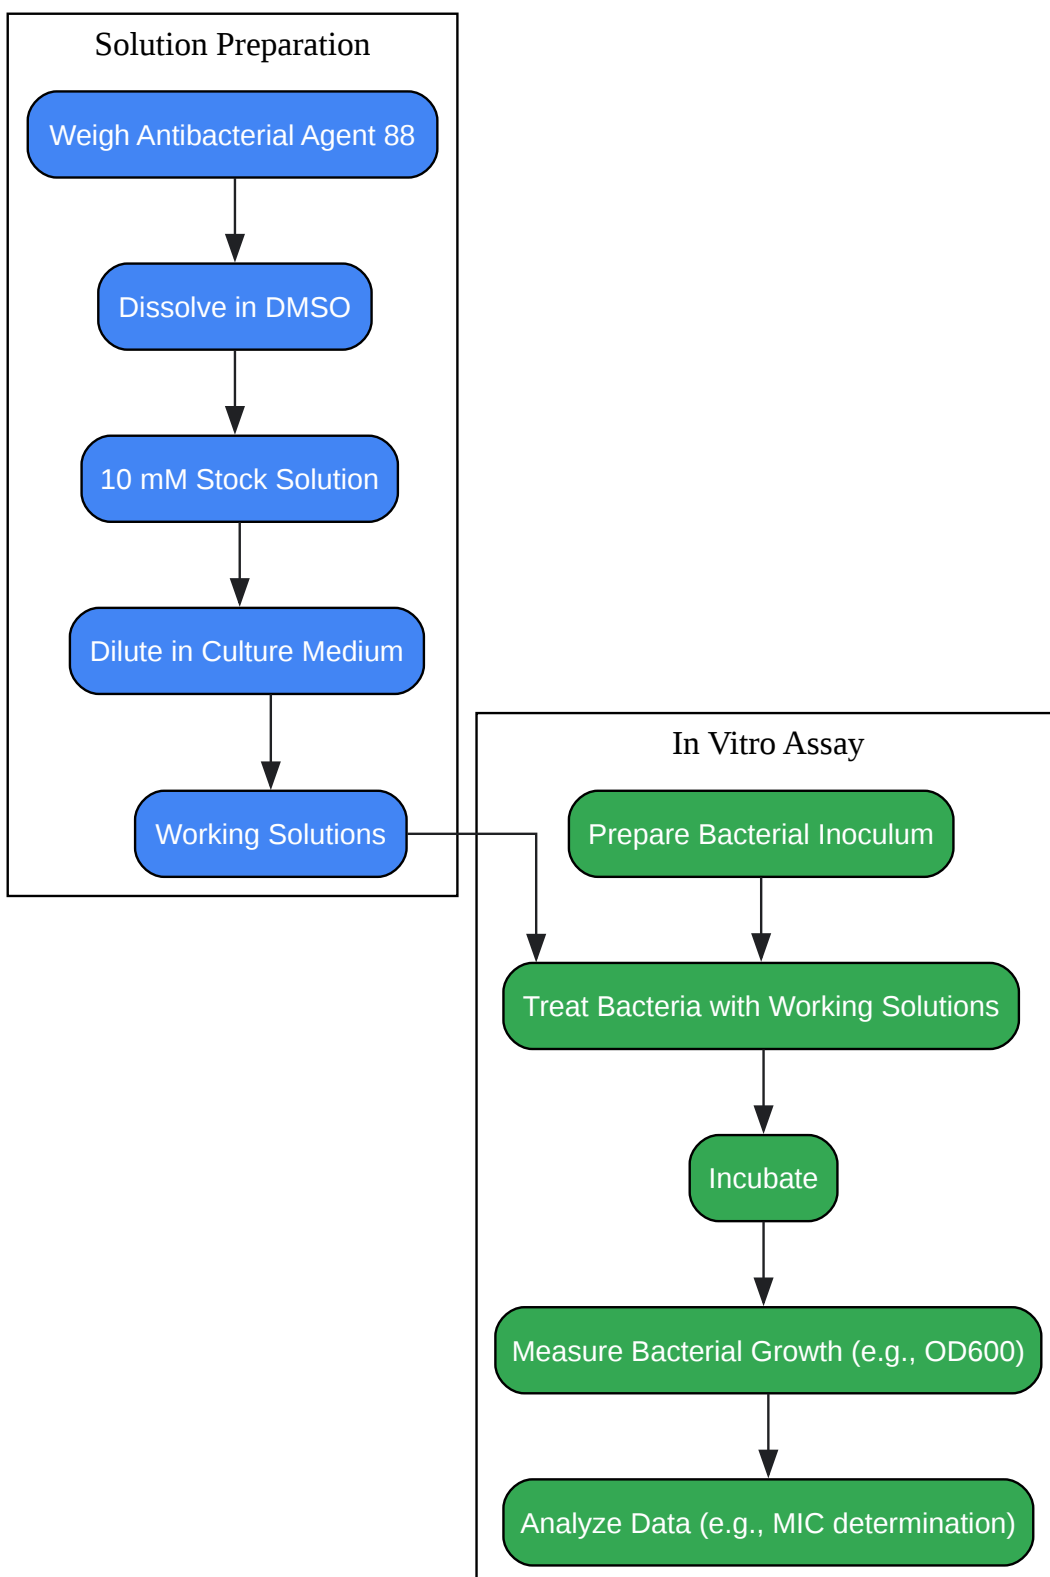 Solution Preparation
Weigh Antibacterial Agent 88
Dissolve in DMSO
10 mM Stock Solution
Dilute in Culture Medium
Working Solutions
In Vitro Assay
Prepare Bacterial Inoculum
Treat Bacteria with Working Solutions
Incubate
Measure Bacterial Growth (e.g., OD600)
Analyze Data (e.g., MIC determination)